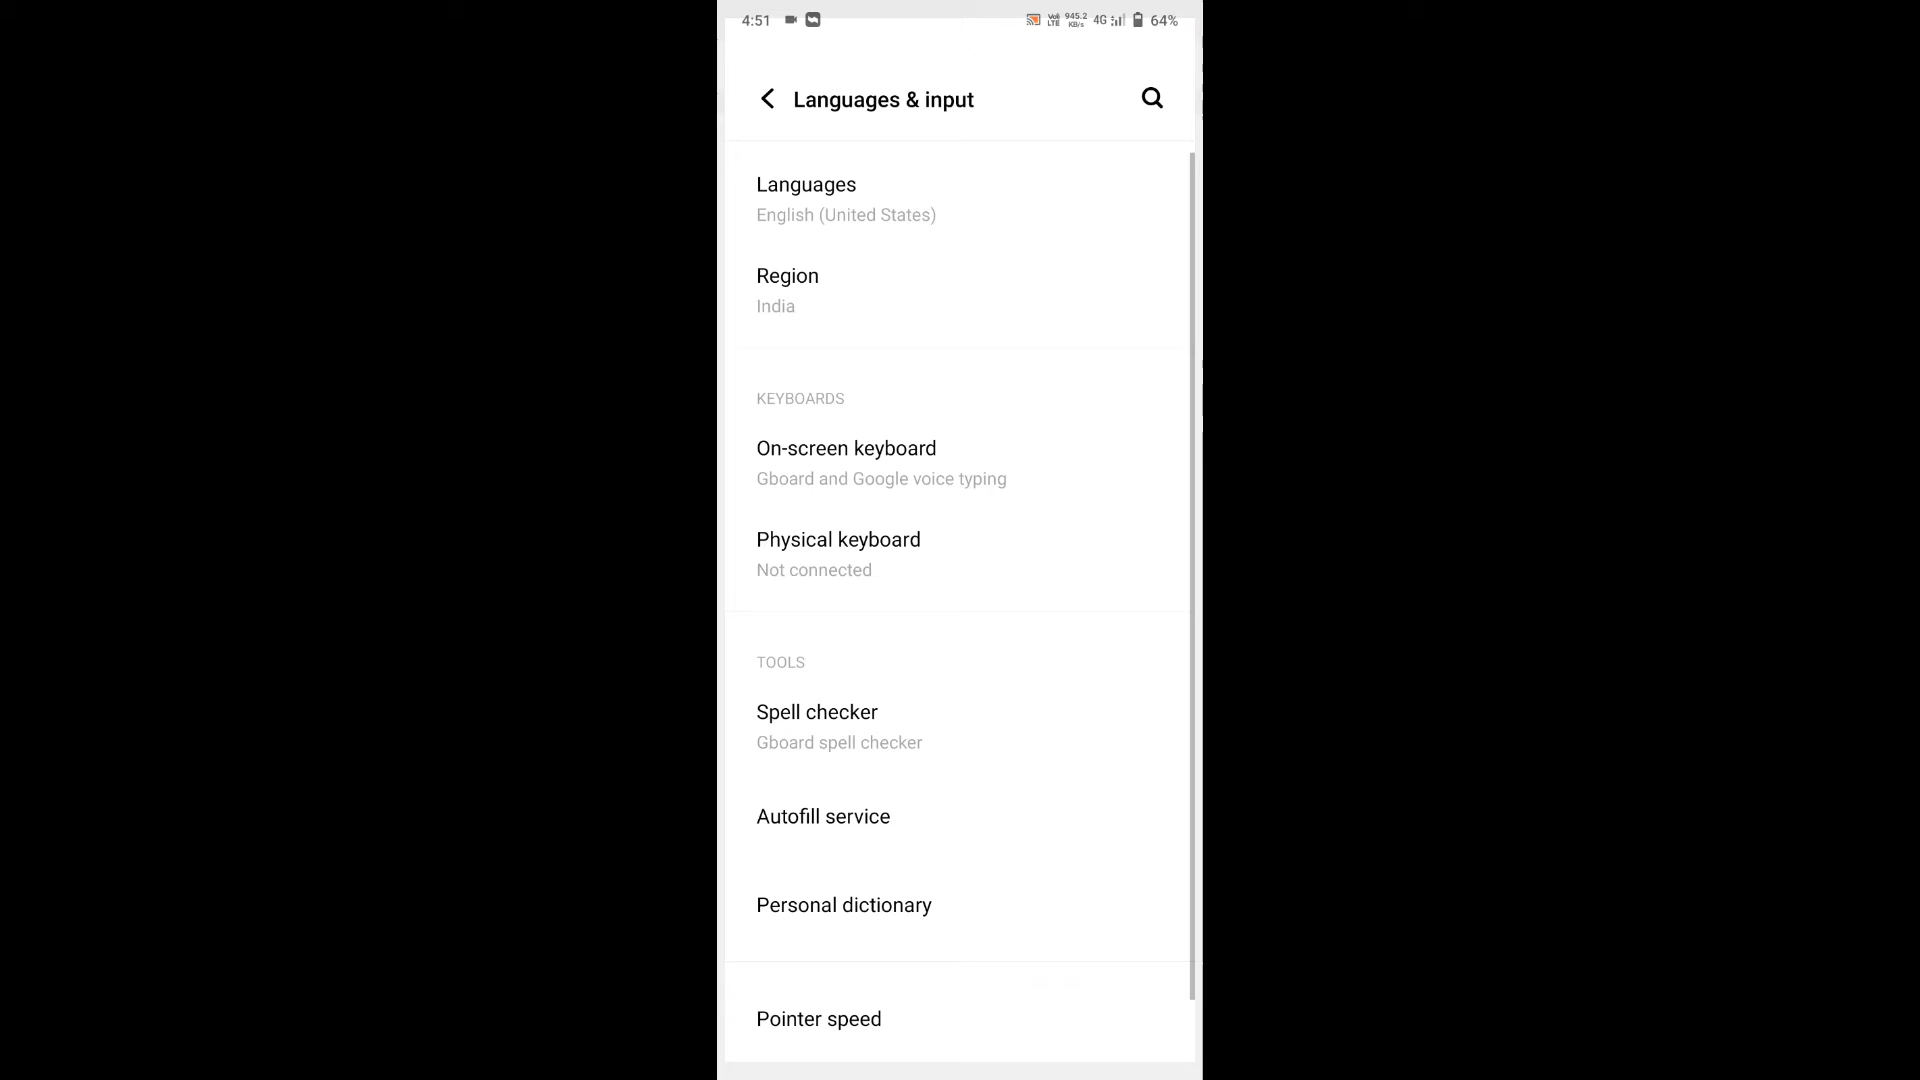 4:51 VoLTE 945.2 KB/s 4G 64%
Languages & input
Languages
English (United States)
Region
India
KEYBOARDS
On-screen keyboard
Gboard and Google voice typing
Physical keyboard
Not connected
TOOLS
Spell checker
Gboard spell checker
Autofill service
Personal dictionary
Pointer speed